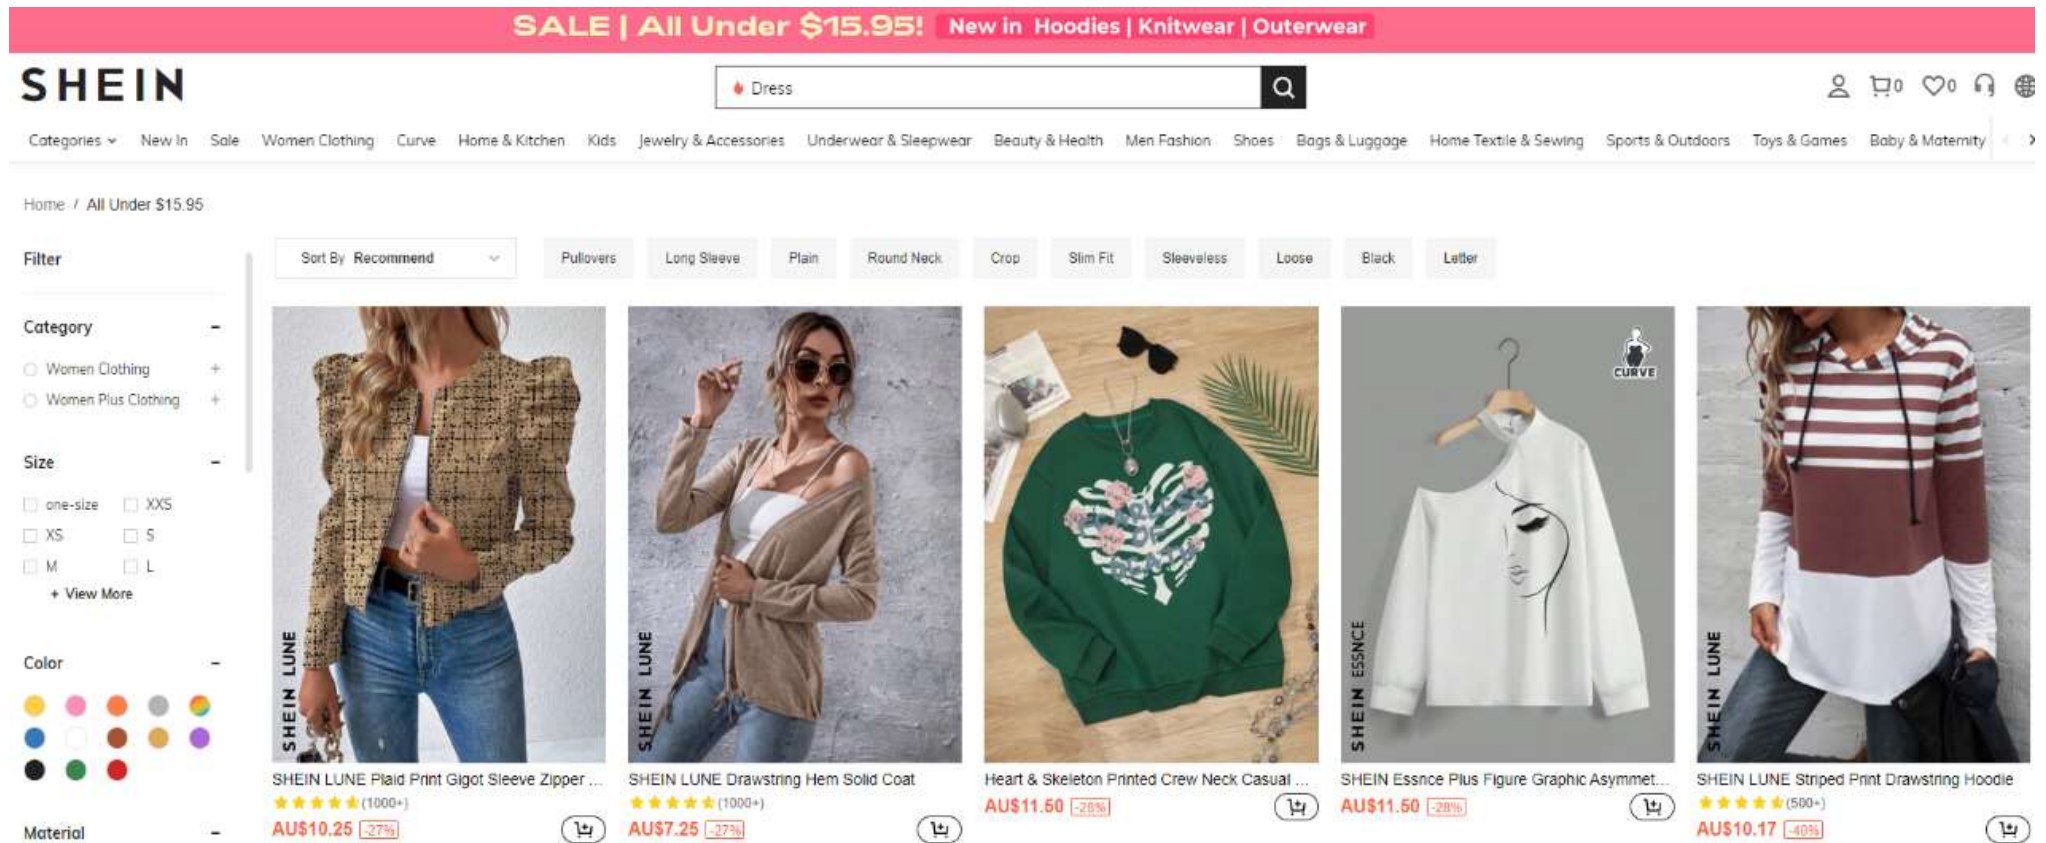 SALE | All Under $15.95! New in Hoodies | Knitwear | Outerwear
SHEIN
Dress
0 0
Categories New In Sale Women Clothing Curve Home & Kitchen Kids Jewelry & Accessories Underwear & Sleepwear Beauty & Health Men Fashion Shoes Bags & Luggage Home Textile & Sewing Sports & Outdoors Toys & Games Baby & Maternity
Home / All Under $15.95
Filter
Sort By Recommend
Pullovers Long Sleeve Plain Round Neck Crop Slim Fit Sleeveless Loose Black Letter
Category
Women Clothing +
Women Plus Clothing +
Size
one-size XXS
XS S
M L
+ View More
Color
Material
SHEIN LUNE
SHEIN LUNE Plaid Print Gigot Sleeve Zipper ...
(1000+)
AU$10.25 -27%
SHEIN LUNE
SHEIN LUNE Drawstring Hem Solid Coat
(1000+)
AU$7.25 -27%
Heart & Skeleton Printed Crew Neck Casual ...
AU$11.50 -28%
CURVE
SHEIN ESSNCE
SHEIN Essnce Plus Figure Graphic Asymmet...
AU$11.50 -28%
SHEIN LUNE
SHEIN LUNE Striped Print Drawstring Hoodie
(500+)
AU$10.17 -40%